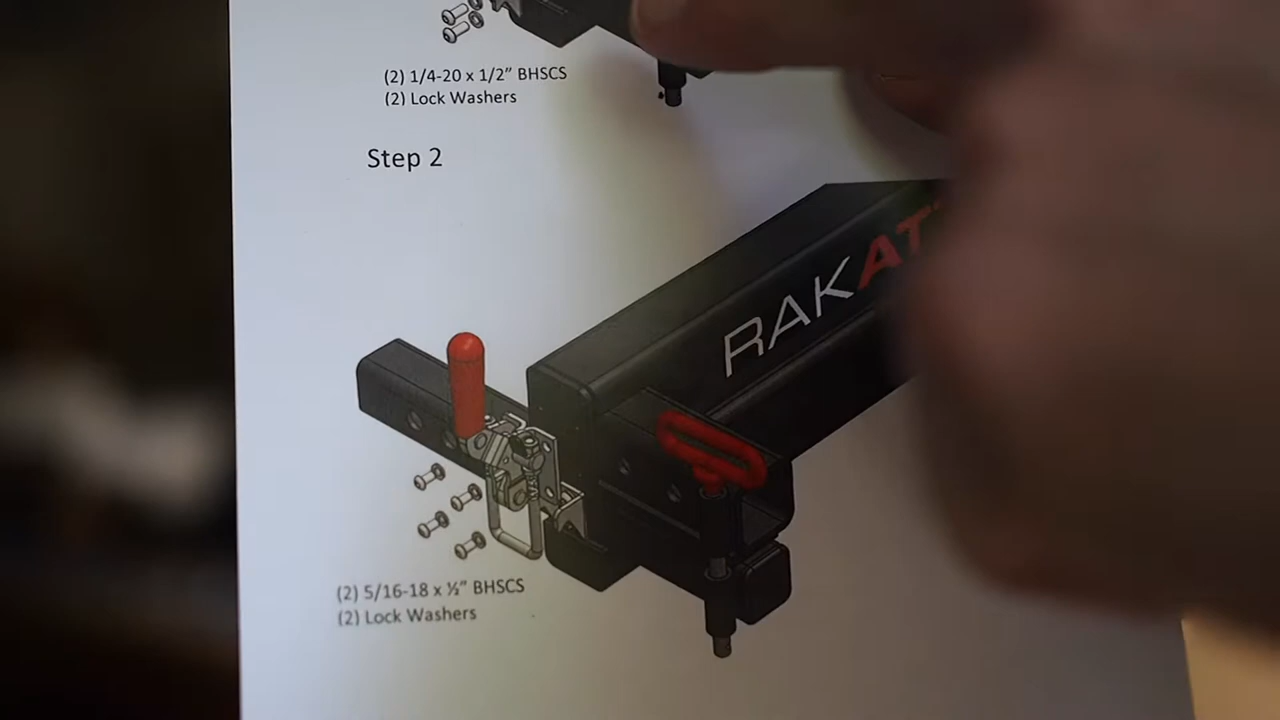 (2) 1/4-20 x 1/2” BHSCS
(2) Lock Washers
Step 2
RAKAT
(2) 5/16-18 x ½” BHSCS
(2) Lock Washers